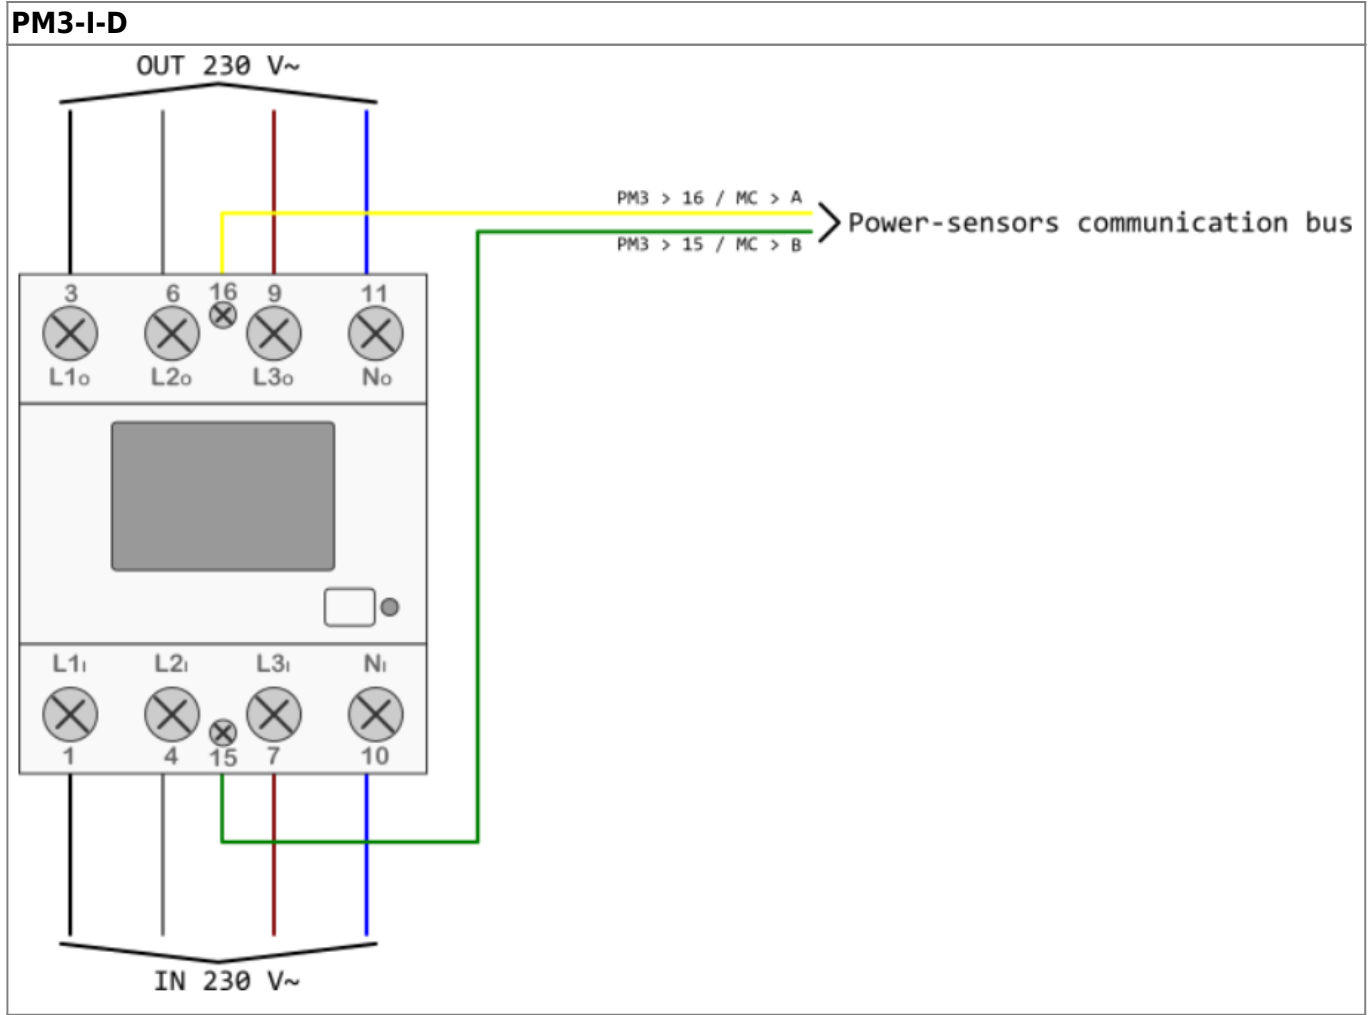 PM3-I-D
OUT 230 V~
PM3 > 16 / MC > A
Power-sensors communication bus
PM3 > 15 / MC > B
3 6 16 9 11
L1o L2o L3o No
L1I L2I L3I NI
1 4 15 7 10
IN 230 V~